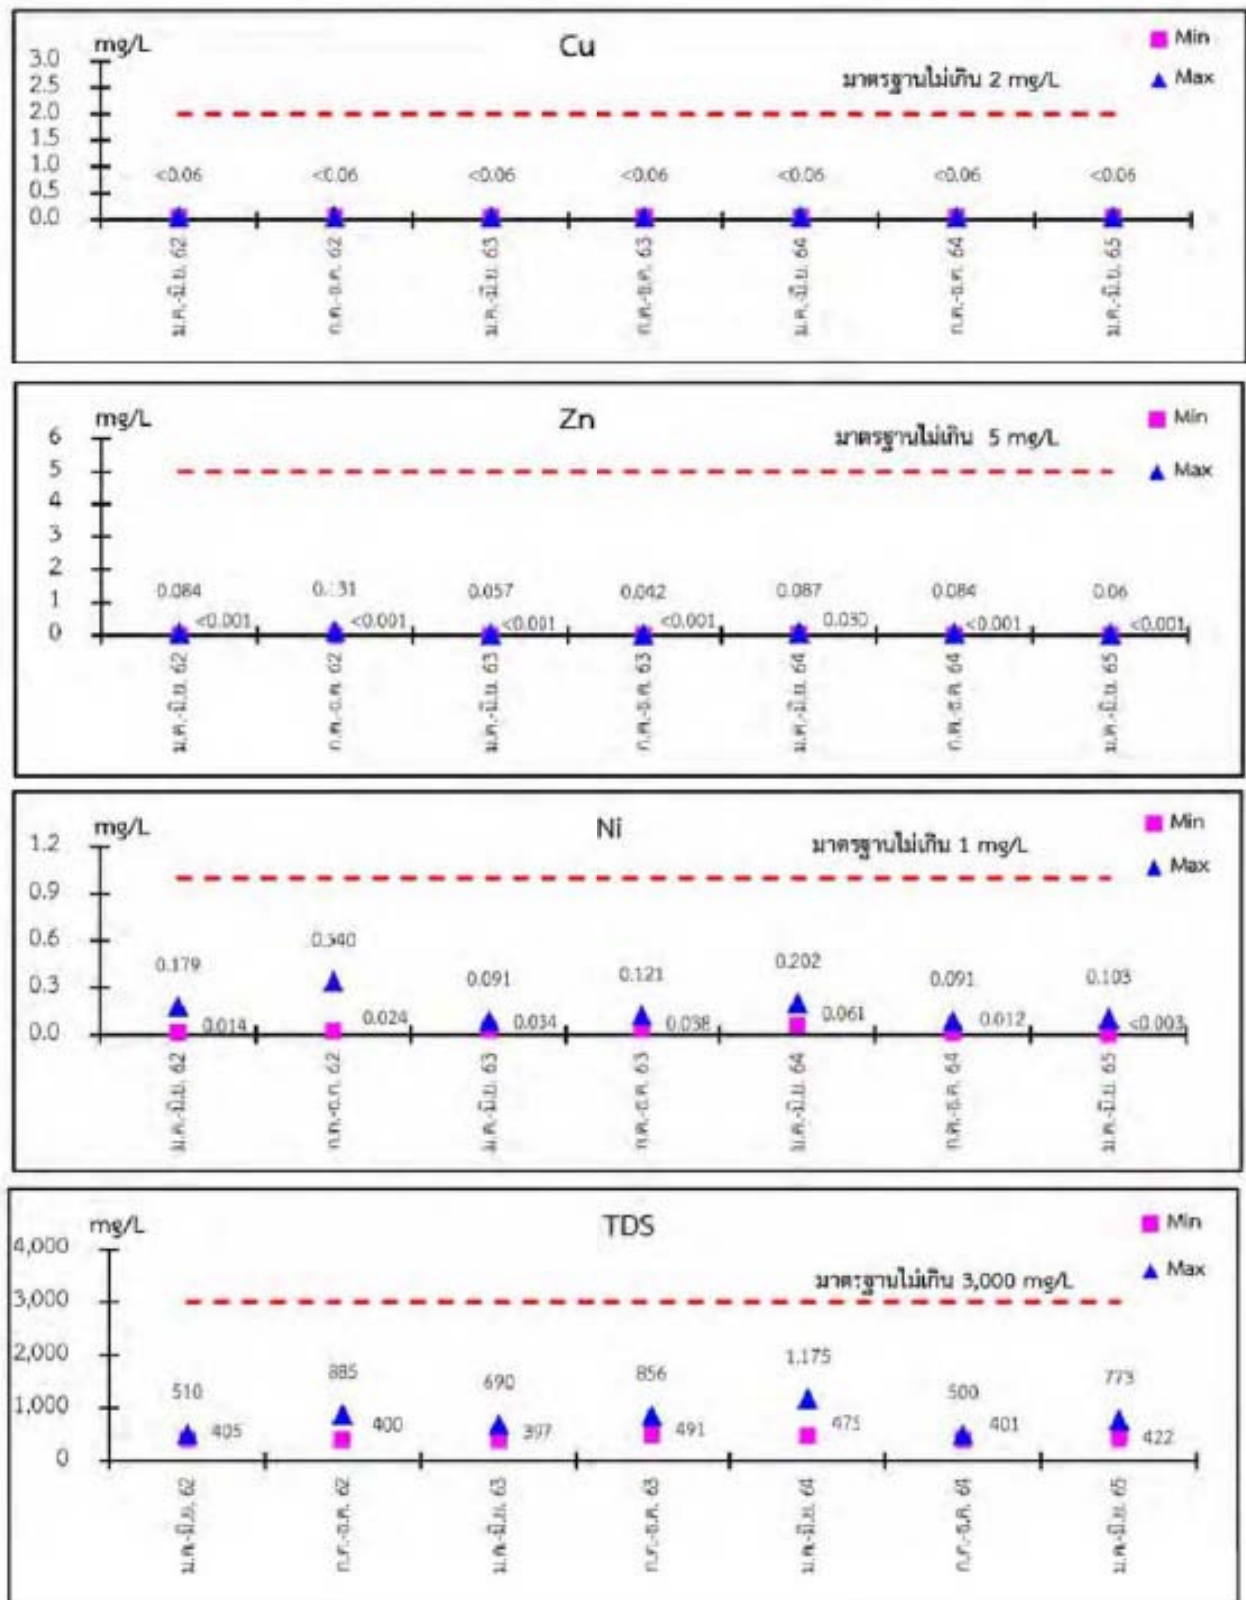 mg/L
Cu
Min
Max
มาตรฐานไม่เกิน 2 mg/L
3.0
2.5
2.0
1.5
1.0
0.5
0.0
<0.06 <0.06 <0.06 <0.06 <0.06 <0.06 <0.06
ม.ค.-มิ.ย. 62 ก.ค.-ธ.ค. 62 ม.ค.-มิ.ย. 63 ก.ค.-ธ.ค. 63 ม.ค.-มิ.ย. 64 ก.ค.-ธ.ค. 64 ม.ค.-มิ.ย. 65
mg/L
Zn
Min
Max
มาตรฐานไม่เกิน 5 mg/L
6
5
4
3
2
1
0
0.084 0.131 0.057 0.042 0.087 0.084 0.06
<0.001 <0.001 <0.001 <0.001 0.030 <0.001 <0.001
ม.ค.-มิ.ย. 62 ก.ค.-ธ.ค. 62 ม.ค.-มิ.ย. 63 ก.ค.-ธ.ค. 63 ม.ค.-มิ.ย. 64 ก.ค.-ธ.ค. 64 ม.ค.-มิ.ย. 65
mg/L
Ni
Min
Max
มาตรฐานไม่เกิน 1 mg/L
1.2
0.9
0.6
0.3
0.0
0.179 0.340 0.091 0.121 0.202 0.091 0.103
0.014 0.024 0.034 0.038 0.061 0.012 <0.003
ม.ค.-มิ.ย. 62 ก.ค.-ธ.ค. 62 ม.ค.-มิ.ย. 63 ก.ค.-ธ.ค. 63 ม.ค.-มิ.ย. 64 ก.ค.-ธ.ค. 64 ม.ค.-มิ.ย. 65
mg/L
TDS
Min
Max
มาตรฐานไม่เกิน 3,000 mg/L
4,000
3,000
2,000
1,000
0
510 885 690 856 1,175 500 773
405 400 397 491 475 401 422
ม.ค.-มิ.ย. 62 ก.ค.-ธ.ค. 62 ม.ค.-มิ.ย. 63 ก.ค.-ธ.ค. 63 ม.ค.-มิ.ย. 64 ก.ค.-ธ.ค. 64 ม.ค.-มิ.ย. 65